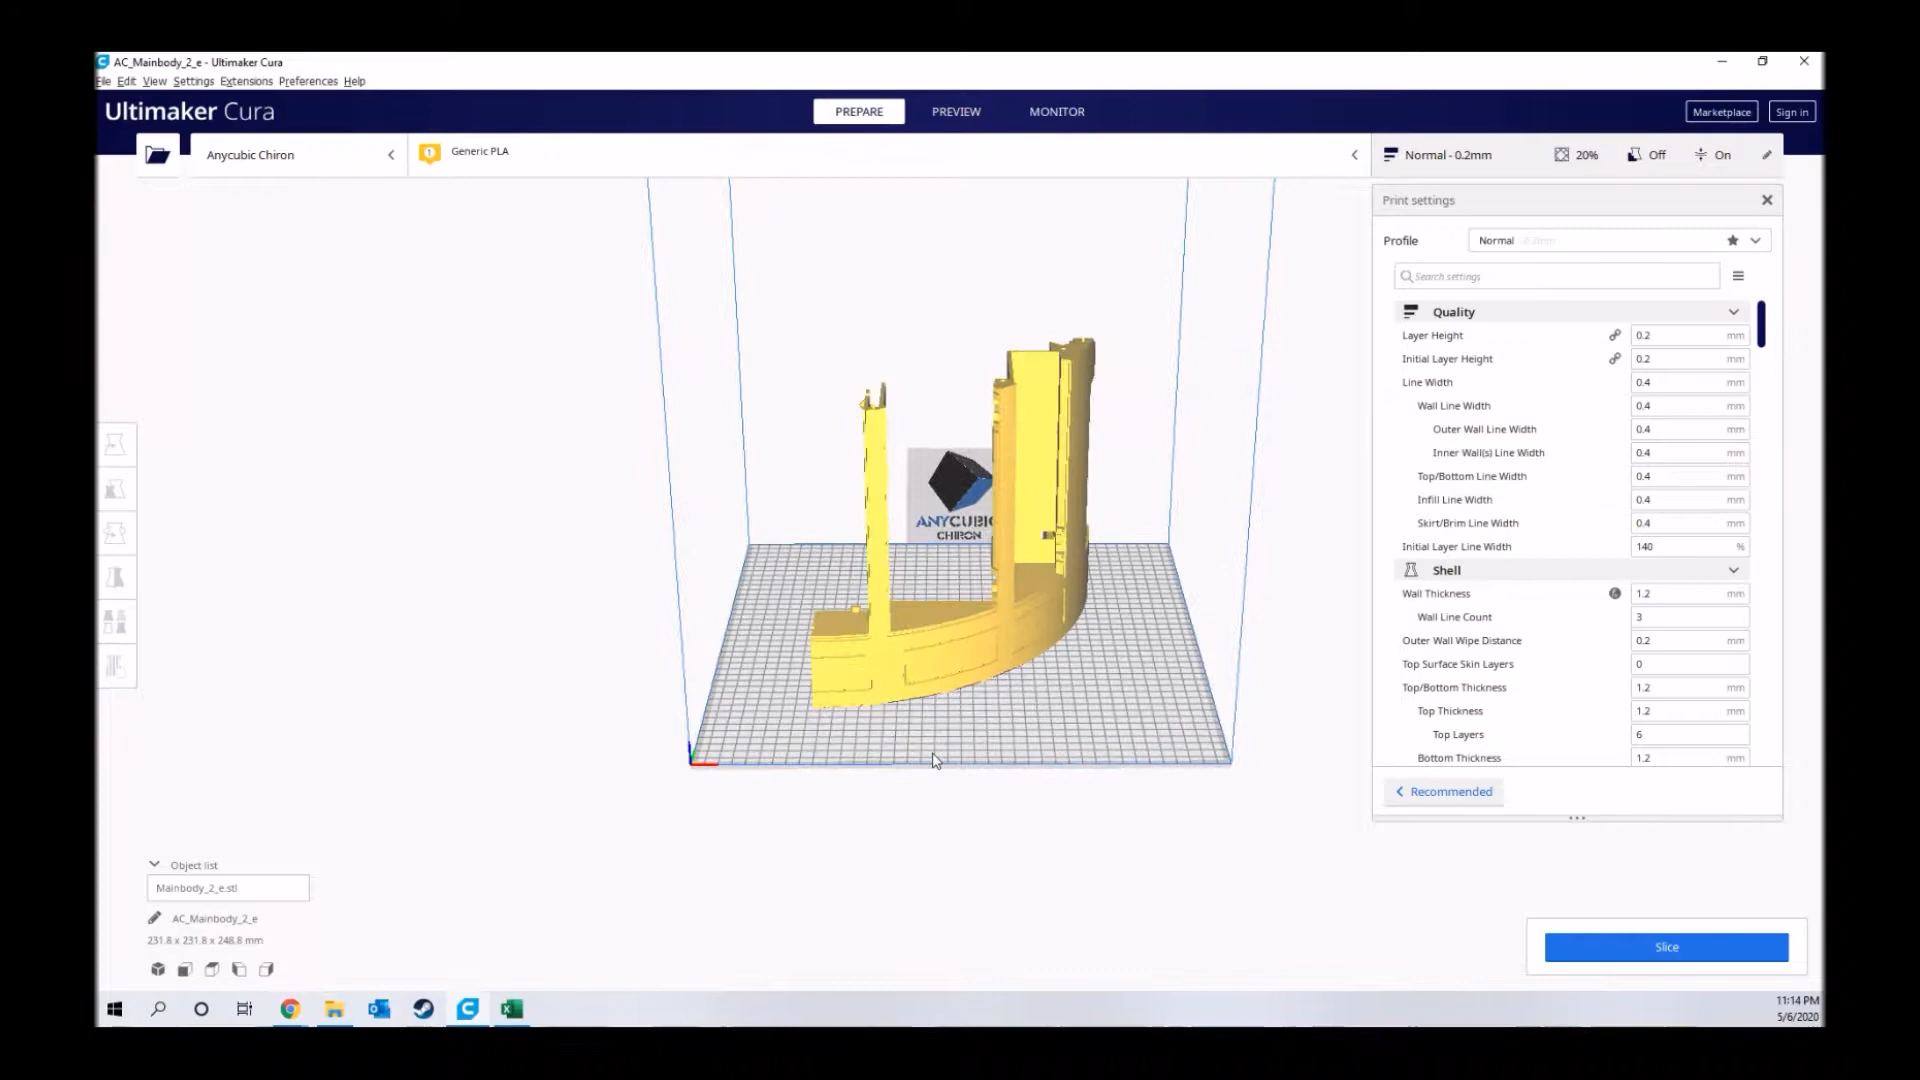 AC_Mainbody_2_e - Ultimaker Cura
File Edit View Settings Extensions Preferences Help
Ultimaker Cura
PREPARE
PREVIEW
MONITOR
Marketplace
Sign in
Anycubic Chiron
1
Generic PLA
Normal - 0.2mm
20%
Off
On
Print settings
Profile
Normal - 0.2mm
Search settings
Quality
Layer Height 0.2 mm
Initial Layer Height 0.2 mm
Line Width 0.4 mm
Wall Line Width 0.4 mm
Outer Wall Line Width 0.4 mm
Inner Wall(s) Line Width 0.4 mm
Top/Bottom Line Width 0.4 mm
Infill Line Width 0.4 mm
Skirt/Brim Line Width 0.4 mm
Initial Layer Line Width 140 %
Shell
Wall Thickness 1.2 mm
Wall Line Count 3
Outer Wall Wipe Distance 0.2 mm
Top Surface Skin Layers 0
Top/Bottom Thickness 1.2 mm
Top Thickness 1.2 mm
Top Layers 6
Bottom Thickness 1.2 mm
Recommended
ANYCUBIC
CHIRON
Object list
Mainbody_2_e.stl
AC_Mainbody_2_e
231.8 x 231.8 x 248.8 mm
Slice
11:14 PM
5/6/2020